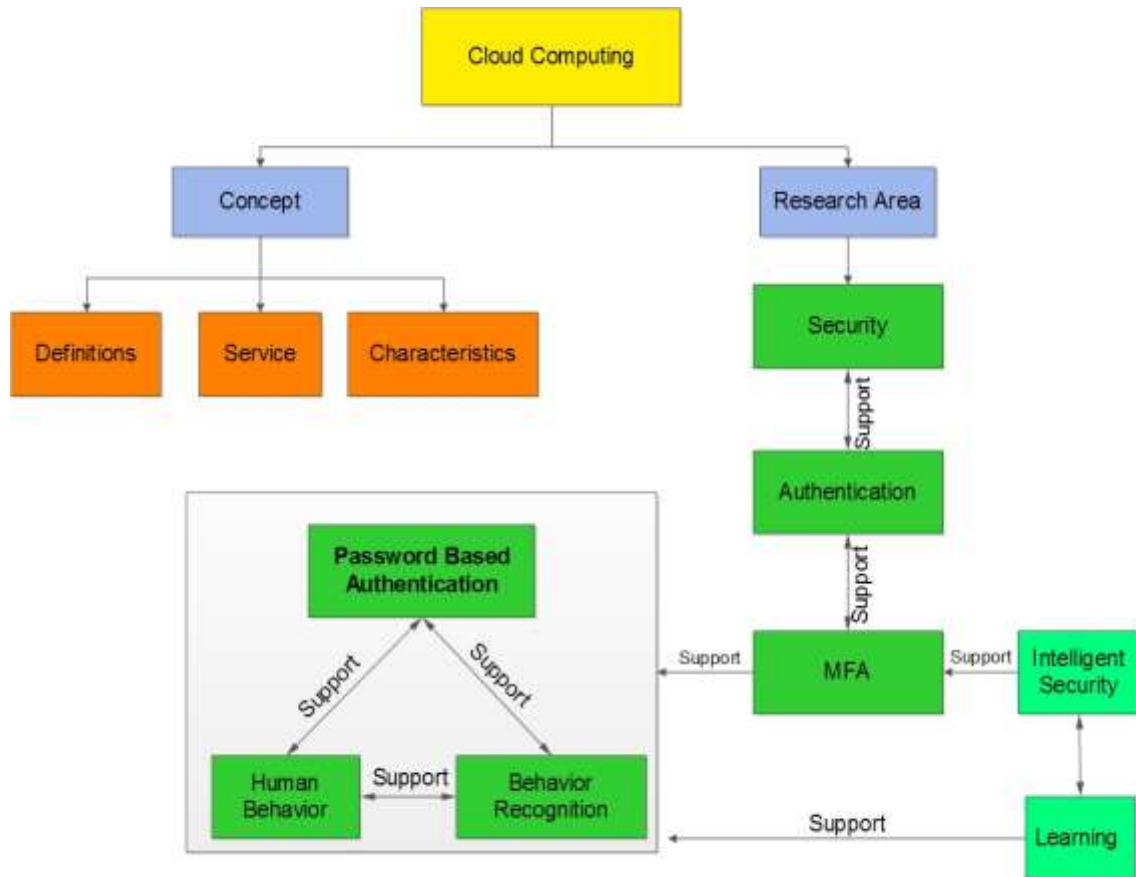 Cloud Computing
Concept
Research Area
Definitions
Service
Characteristics
Security
Support
Authentication
Support
Password Based
Authentication
Support
Support
Human
Behavior
Support
Behavior
Recognition
Support
MFA
Support
Intelligent
Security
Support
Learning